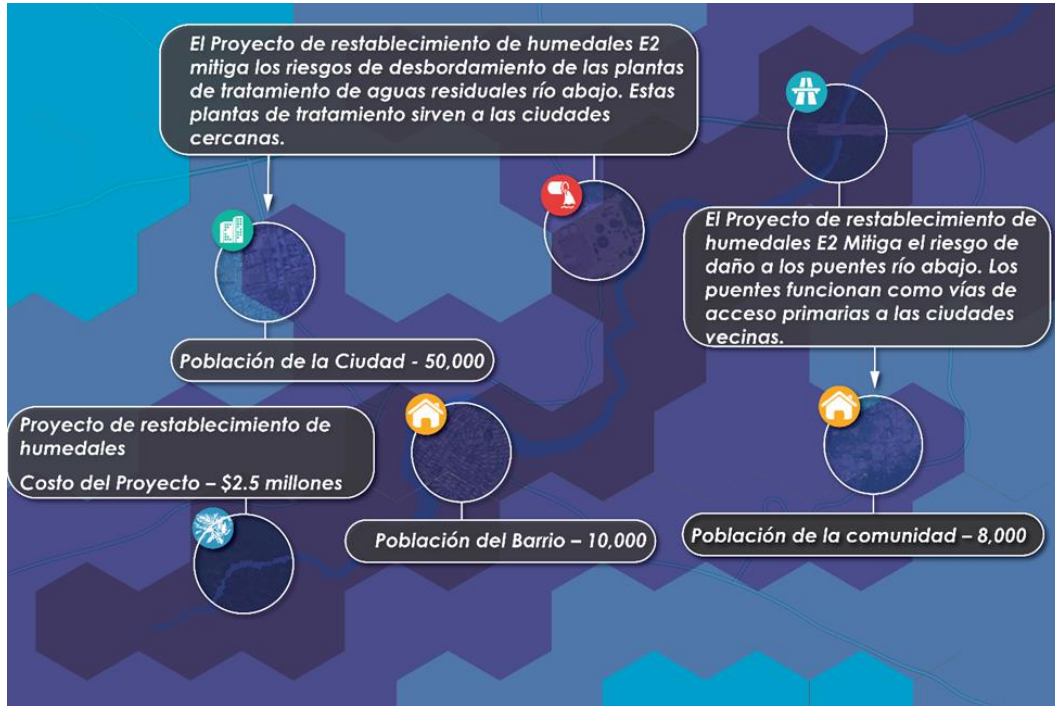 El Proyecto de restablecimiento de humedales E2
mitiga los riesgos de desbordamiento de las plantas
de tratamiento de aguas residuales río abajo. Estas
plantas de tratamiento sirven a las ciudades
cercanas.
El Proyecto de restablecimiento de
humedales E2 Mitiga el riesgo de
daño a los puentes río abajo. Los
puentes funcionan como vías de
acceso primarias a las ciudades
vecinas.
Población de la Ciudad - 50,000
Proyecto de restablecimiento de
humedales
Costo del Proyecto – $2.5 millones
Población del Barrio – 10,000
Población de la comunidad – 8,000